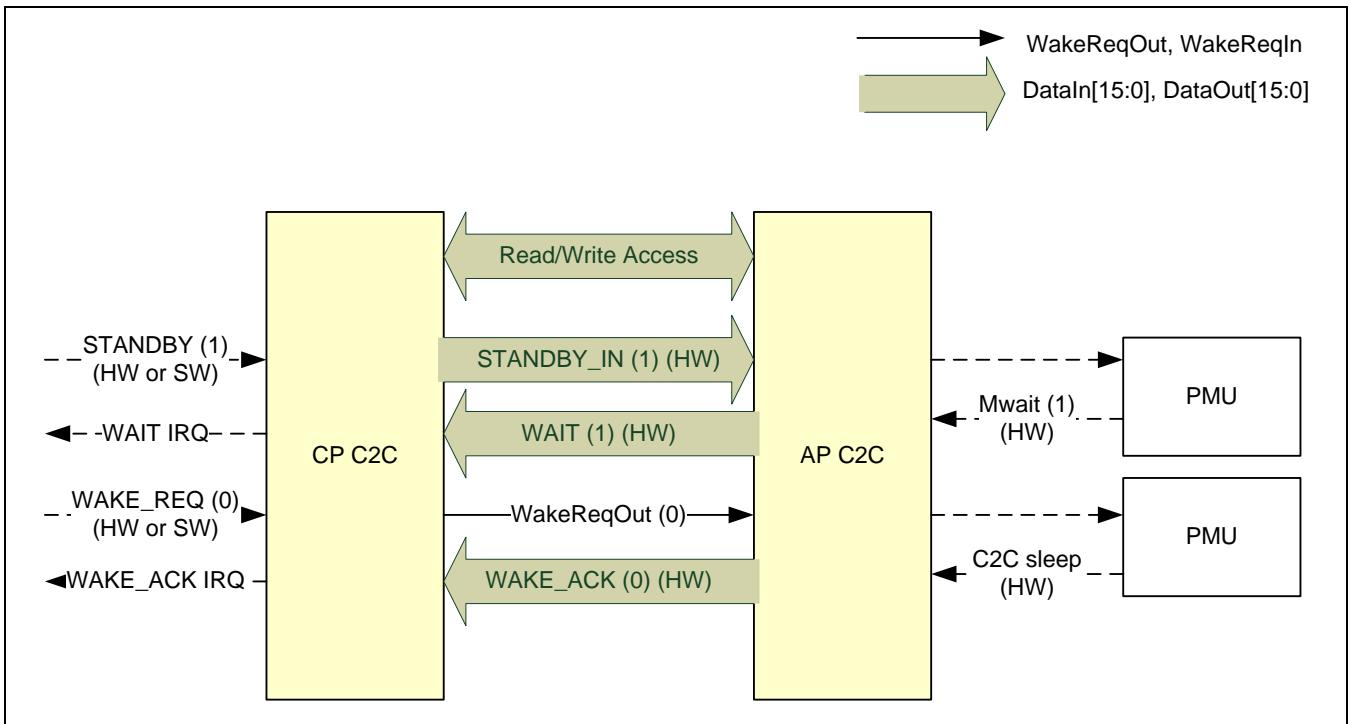 WakeReqOut, WakeReqIn
DataIn[15:0], DataOut[15:0]
Read/Write Access
STANDBY (1)
(HW or SW)
STANDBY_IN (1) (HW)
WAIT IRQ
WAIT (1) (HW)
Mwait (1)
(HW)
PMU
CP C2C
AP C2C
WAKE_REQ (0)
(HW or SW)
WakeReqOut (0)
WAKE_ACK IRQ
WAKE_ACK (0) (HW)
C2C sleep
(HW)
PMU